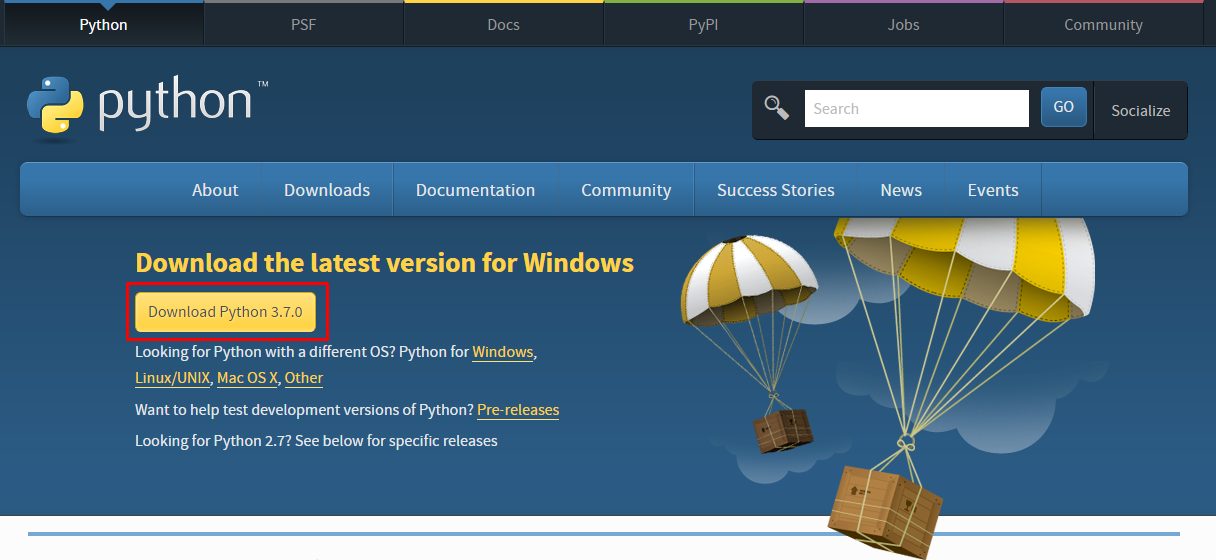 Python PSF Docs PyPI Jobs Community
python™
Search GO Socialize
About Downloads Documentation Community Success Stories News Events
Download the latest version for Windows
Download Python 3.7.0
Looking for Python with a different OS? Python for Windows,
Linux/UNIX, Mac OS X, Other
Want to help test development versions of Python? Pre-releases
Looking for Python 2.7? See below for specific releases